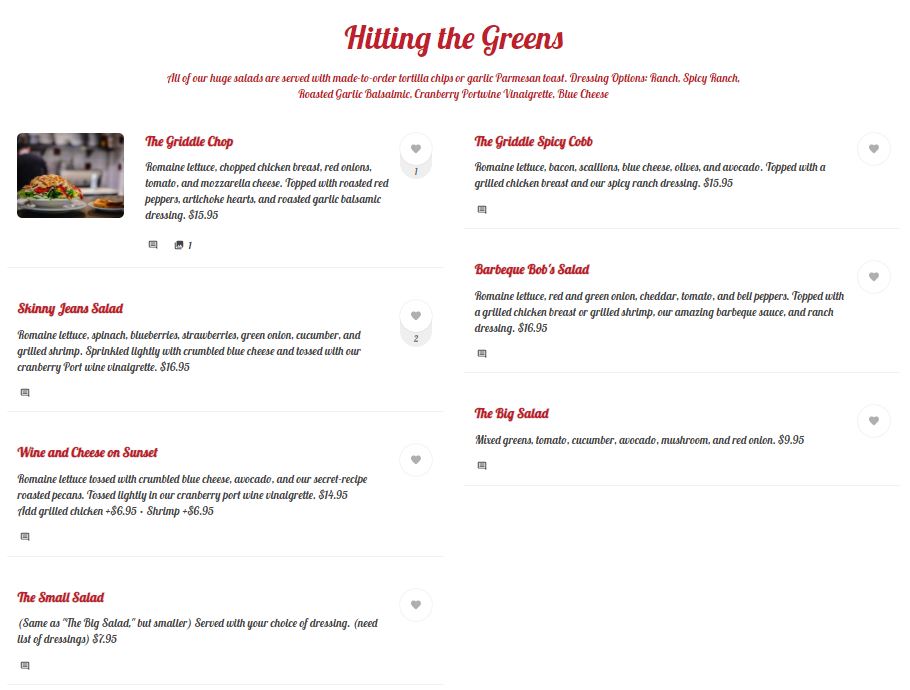 Hitting the Greens
All of our huge salads are served with made-to-order tortilla chips or garlic Parmesan toast. Dressing Options: Ranch, Spicy Ranch,
Roasted Garlic Balsalmic, Cranberry Portwine Vinaigrette, Blue Cheese
The Griddle Chop
Romaine lettuce, chopped chicken breast, red onions,
tomato, and mozzarella cheese. Topped with roasted red
peppers, artichoke hearts, and roasted garlic balsamic
dressing. $15.95
1
1
Skinny Jeans Salad
Romaine lettuce, spinach, blueberries, strawberries, green onion, cucumber, and
grilled shrimp. Sprinkled lightly with crumbled blue cheese and tossed with our
cranberry Port wine vinaigrette. $16.95
2
Wine and Cheese on Sunset
Romaine lettuce tossed with crumbled blue cheese, avocado, and our secret-recipe
roasted pecans. Tossed lightly in our cranberry port wine vinaigrette. $14.95
Add grilled chicken +$6.95 • Shrimp +$6.95
The Small Salad
(Same as "The Big Salad," but smaller) Served with your choice of dressing. (need
list of dressings) $7.95
The Griddle Spicy Cobb
Romaine lettuce, bacon, scallions, blue cheese, olives, and avocado. Topped with a
grilled chicken breast and our spicy ranch dressing. $15.95
Barbeque Bob's Salad
Romaine lettuce, red and green onion, cheddar, tomato, and bell peppers. Topped with
a grilled chicken breast or grilled shrimp, our amazing barbeque sauce, and ranch
dressing. $16.95
The Big Salad
Mixed greens, tomato, cucumber, avocado, mushroom, and red onion. $9.95